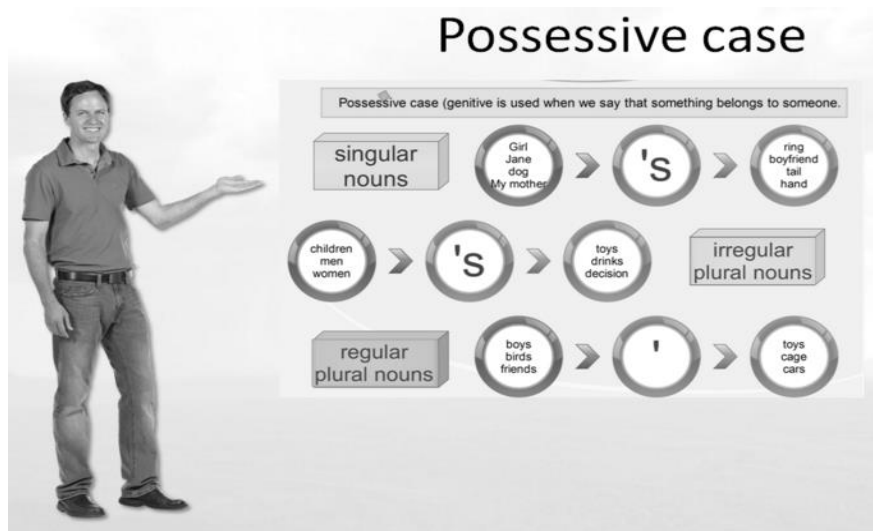 Possessive case
Possessive case (genitive is used when we say that something belongs to someone.
singular
nouns
Girl
Jane
dog
My mother
's
ring
boyfriend
tail
hand
children
men
women
's
toys
drinks
decision
irregular
plural nouns
regular
plural nouns
boys
birds
friends
'
toys
cage
cars